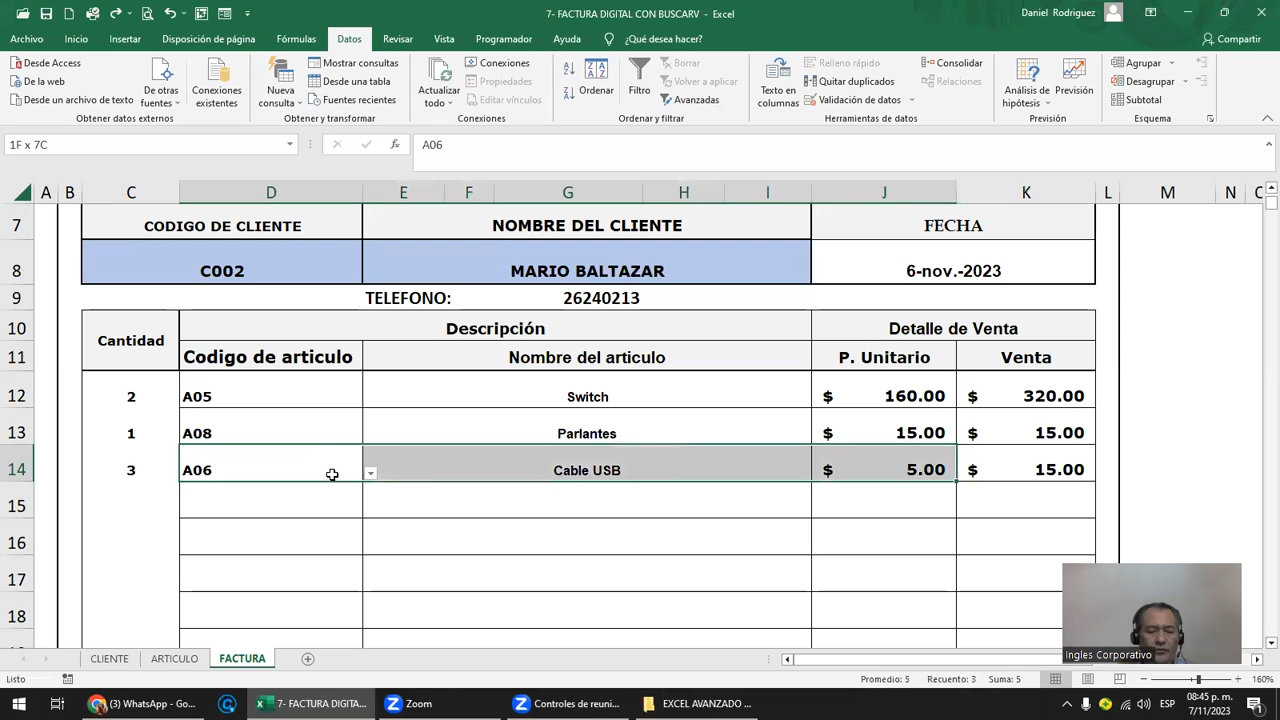 7- FACTURA DIGITAL CON BUSCARV - Excel
Daniel Rodriguez
Archivo Inicio Insertar Disposición de página Fórmulas Datos Revisar Vista Programador Ayuda ¿Qué desea hacer? Compartir
Desde Access
De la web
Desde un archivo de texto
De otras fuentes
Conexiones existentes
Obtener datos externos
Nueva consulta
Mostrar consultas
Desde una tabla
Fuentes recientes
Obtener y transformar
Actualizar todo
Conexiones
Propiedades
Editar vínculos
Conexiones
Ordenar
Filtro
Borrar
Volver a aplicar
Avanzadas
Ordenar y filtrar
Texto en columnas
Relleno rápido
Quitar duplicados
Validación de datos
Consolidar
Relaciones
Herramientas de datos
Análisis de hipótesis
Previsión
Previsión
Agrupar
Desagrupar
Subtotal
Esquema
1F x 7C fx A06
A B C D E F G H I J K L M N C
7 CODIGO DE CLIENTE NOMBRE DEL CLIENTE FECHA
8 C002 MARIO BALTAZAR 6-nov.-2023
9 TELEFONO: 26240213
10 Cantidad Descripción Detalle de Venta
11 Codigo de articulo Nombre del articulo P. Unitario Venta
12 2 A05 Switch $ 160.00 $ 320.00
13 1 A08 Parlantes $ 15.00 $ 15.00
14 3 A06 Cable USB $ 5.00 $ 15.00
15
16
17
18
Ingles Corporativo
CLIENTE ARTICULO FACTURA
Listo Promedio: 5 Recuento: 3 Suma: 5 160%
(3) WhatsApp - Go... 7- FACTURA DIGITA... Zoom Controles de reuni... EXCEL AVANZADO ... ESP 08:45 p. m.
7/11/2023